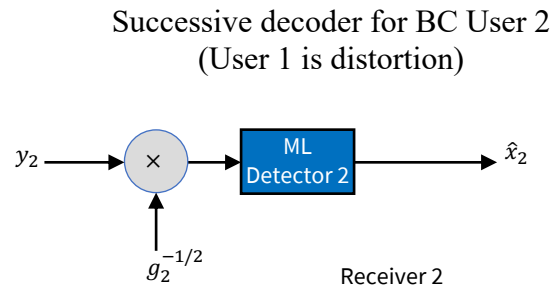 Successive decoder for BC User 2
(User 1 is distortion)
y₂
×
ML
Detector 2
x̂₂
g₂^{-1/2}
Receiver 2